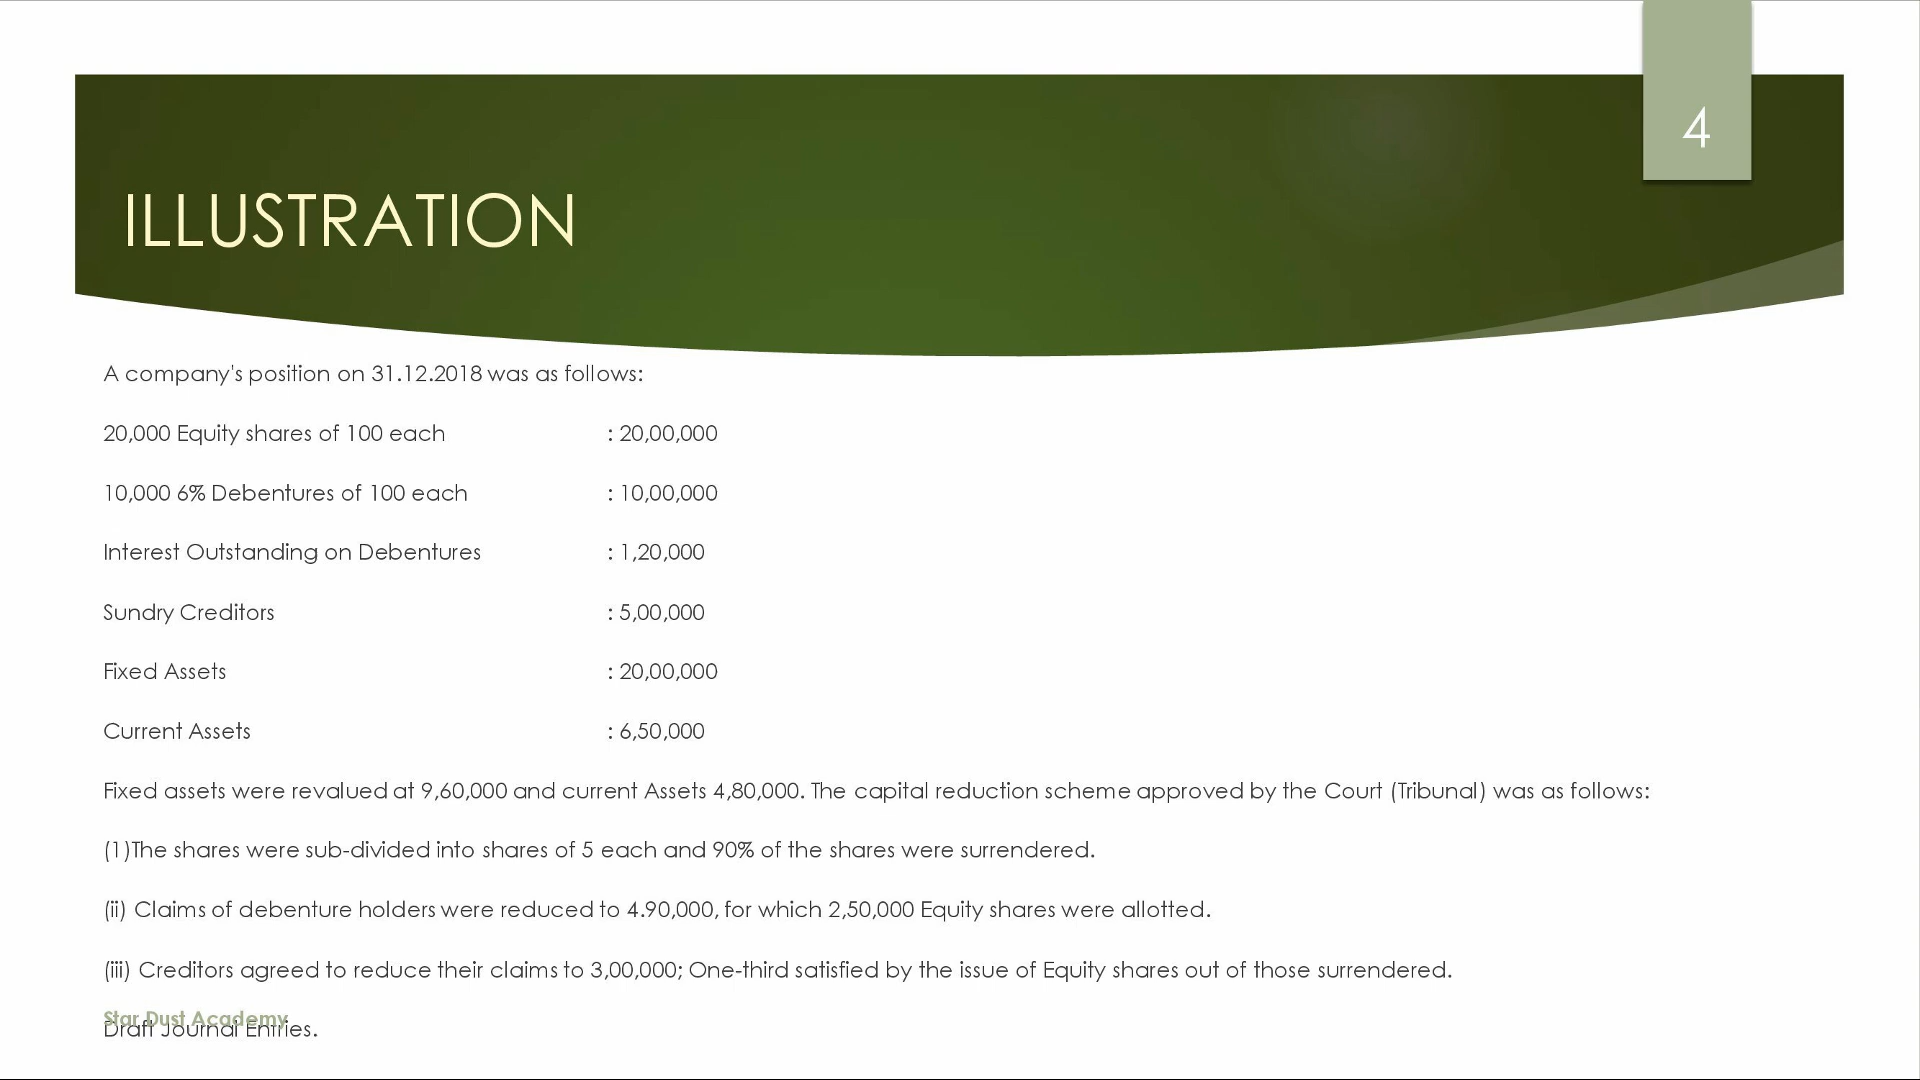 4
ILLUSTRATION
A company's position on 31.12.2018 was as follows:
20,000 Equity shares of 100 each : 20,00,000
10,000 6% Debentures of 100 each : 10,00,000
Interest Outstanding on Debentures : 1,20,000
Sundry Creditors : 5,00,000
Fixed Assets : 20,00,000
Current Assets : 6,50,000
Fixed assets were revalued at 9,60,000 and current Assets 4,80,000. The capital reduction scheme approved by the Court (Tribunal) was as follows:
(1)The shares were sub-divided into shares of 5 each and 90% of the shares were surrendered.
(ii) Claims of debenture holders were reduced to 4.90,000, for which 2,50,000 Equity shares were allotted.
(iii) Creditors agreed to reduce their claims to 3,00,000; One-third satisfied by the issue of Equity shares out of those surrendered.
Star Dust Academy
Draft Journal Entries.